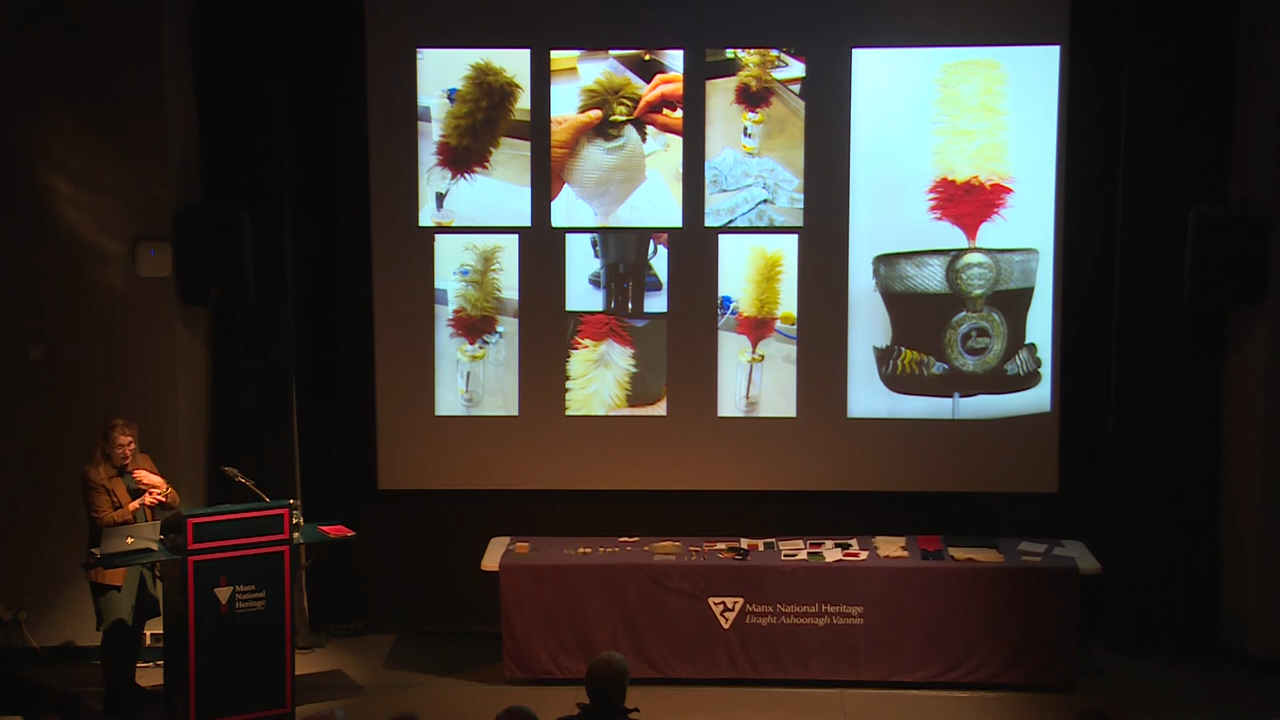 Manx
National
Heritage
Manx National Heritage
Eiraght Ashoonagh Vannin